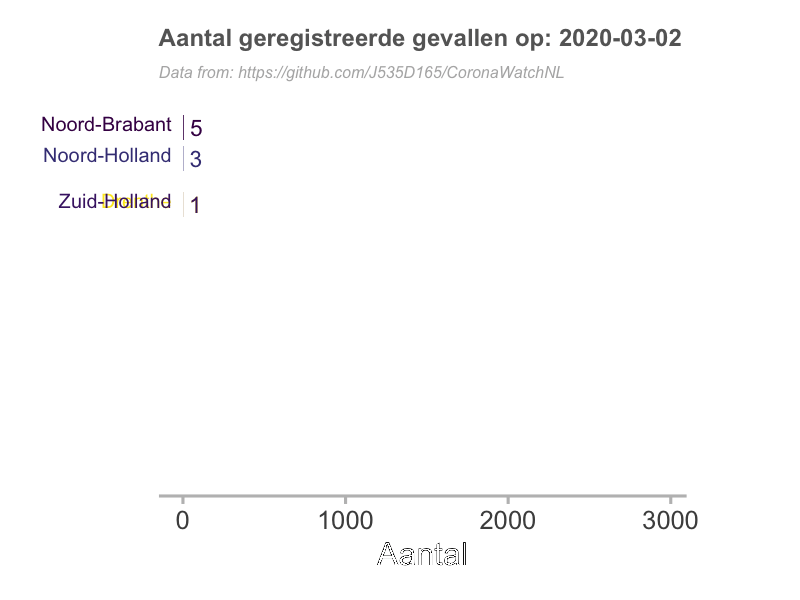 Aantal geregistreerde gevallen op: 2020-03-02
Data from: https://github.com/J535D165/CoronaWatchNL
Noord-Brabant 5
Noord-Holland 3
Zuid-Holland 1
0 1000 2000 3000
Aantal